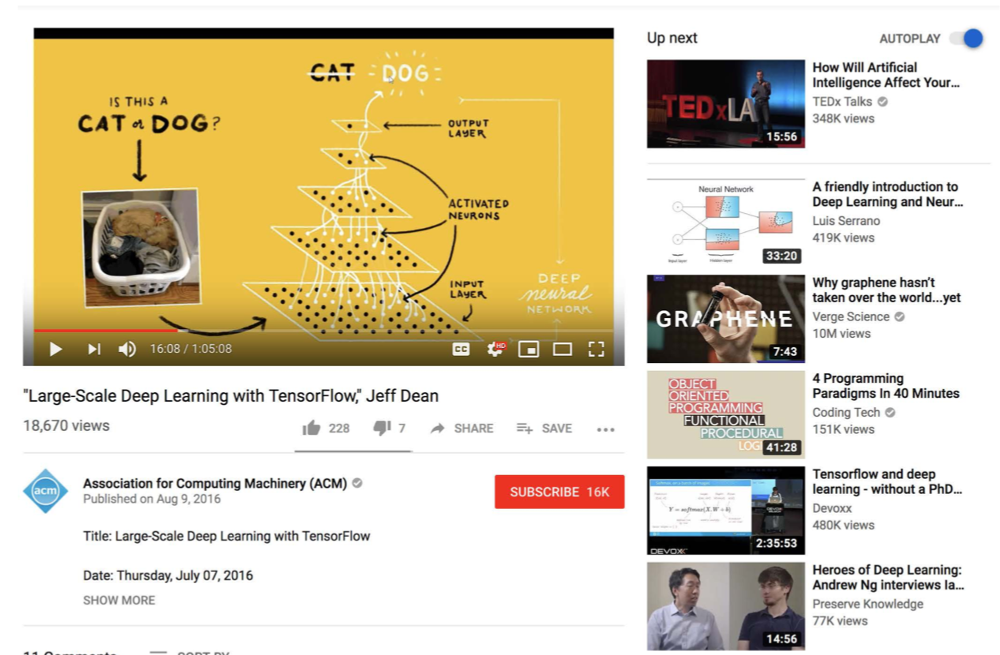 IS THIS A
CAT or DOG?
CAT DOG
OUTPUT
LAYER
ACTIVATED
NEURONS
INPUT
LAYER
DEEP
neural
NETWORK
16:08 / 1:05:08
CC
HD
"Large-Scale Deep Learning with TensorFlow," Jeff Dean
18,670 views
228
7
SHARE
SAVE
acm
Association for Computing Machinery (ACM)
Published on Aug 9, 2016
SUBSCRIBE 16K
Title: Large-Scale Deep Learning with TensorFlow
Date: Thursday, July 07, 2016
SHOW MORE
11 Comments
SORT BY
Up next
AUTOPLAY
TEDxLA
15:56
How Will Artificial
Intelligence Affect Your...
TEDx Talks
348K views
Neural Network
Input layer
Hidden layer
33:20
A friendly introduction to
Deep Learning and Neur...
Luis Serrano
419K views
GRAPHENE
7:43
Why graphene hasn't
taken over the world...yet
Verge Science
10M views
OBJECT
ORIENTED
PROGRAMMING
FUNCTIONAL
PROCEDURAL
LOGI
41:28
4 Programming
Paradigms In 40 Minutes
Coding Tech
151K views
Y = softmax(X.W + b)
DEVOXX
2:35:53
Tensorflow and deep
learning - without a PhD...
Devoxx
480K views
14:56
Heroes of Deep Learning:
Andrew Ng interviews Ia...
Preserve Knowledge
77K views